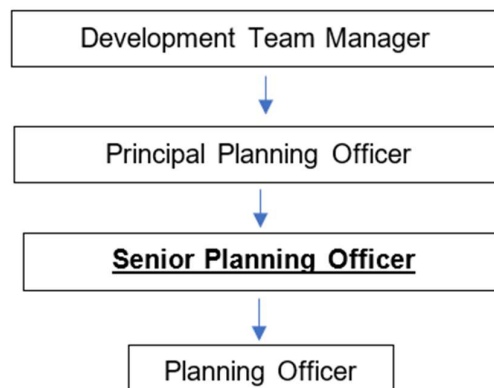 Development Team Manager
Principal Planning Officer
Senior Planning Officer
Planning Officer